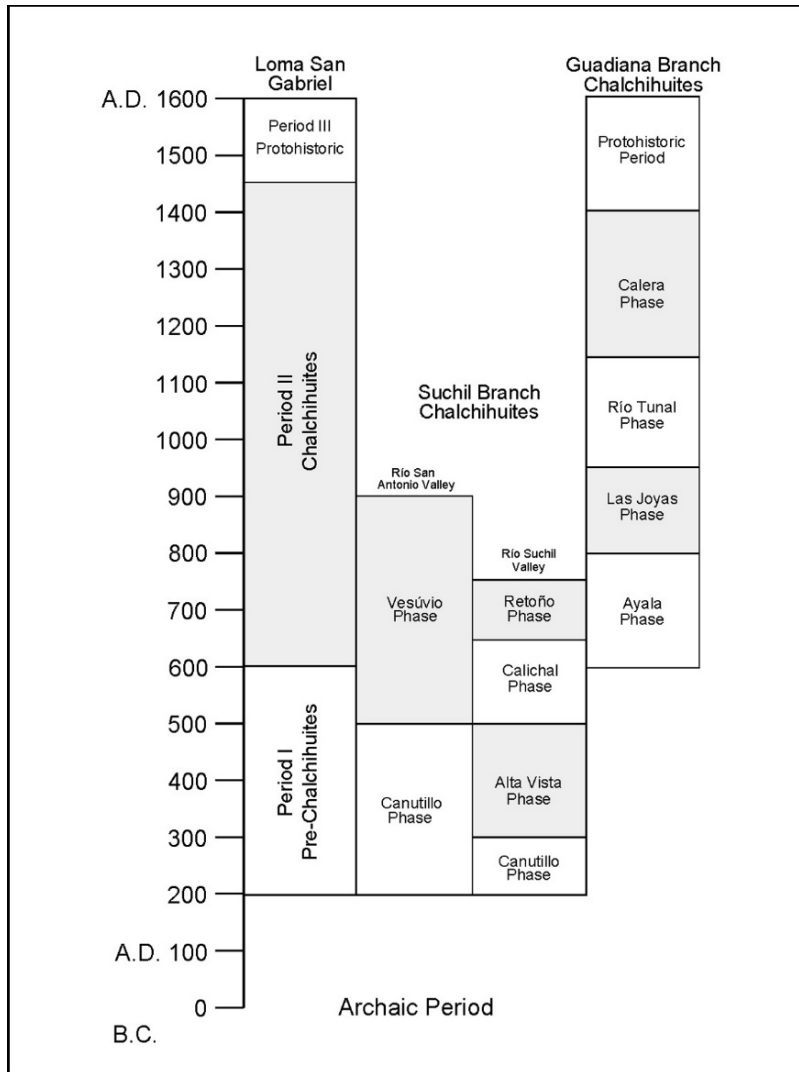 Loma San
Gabriel
Guadiana Branch
Chalchihuites
A.D. 1600
1500
1400
1300
1200
1100
1000
900
800
700
600
500
400
300
200
A.D. 100
0
B.C.
Period III
Protohistoric
Period II
Chalchihuites
Period I
Pre-Chalchihuites
Suchil Branch
Chalchihuites
Río San
Antonio Valley
Vesúvio
Phase
Canutillo
Phase
Río Suchil
Valley
Retoño
Phase
Calichal
Phase
Alta Vista
Phase
Canutillo
Phase
Protohistoric
Period
Calera
Phase
Río Tunal
Phase
Las Joyas
Phase
Ayala
Phase
Archaic Period